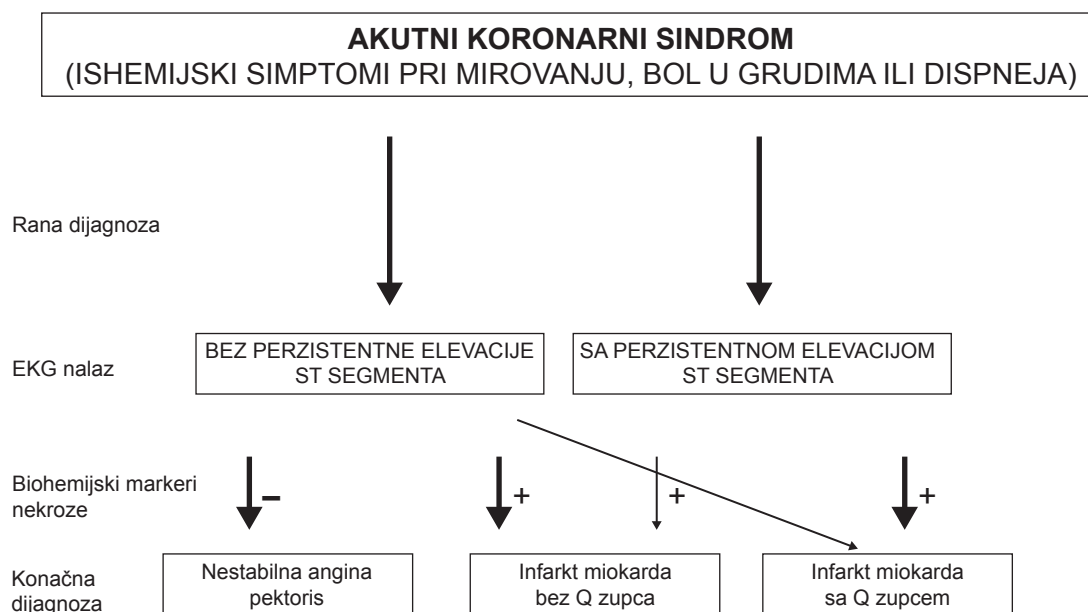 AKUTNI KORONARNI SINDROM
(ISHEMIJSKI SIMPTOMI PRI MIROVANJU, BOL U GRUDIMA ILI DISPNEJA)
Rana dijagnoza
EKG nalaz
BEZ PERZISTENTNE ELEVACIJE
ST SEGMENTA
SA PERZISTENTNOM ELEVACIJOM
ST SEGMENTA
Biohemijski markeri
nekroze
–
+
+
+
Konačna
dijagnoza
Nestabilna angina
pektoris
Infarkt miokarda
bez Q zupca
Infarkt miokarda
sa Q zupcem